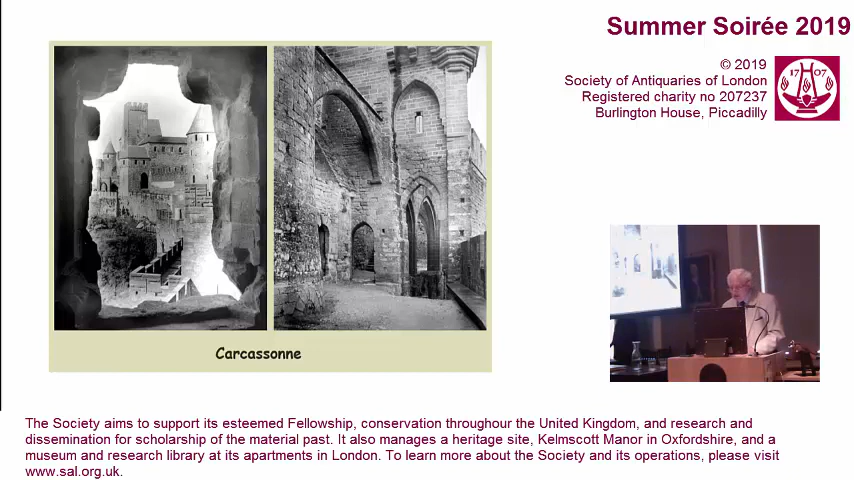 Summer Soirée 2019
© 2019
Society of Antiquaries of London
Registered charity no 207237
Burlington House, Piccadilly
1707
Carcassonne
The Society aims to support its esteemed Fellowship, conservation throughour the United Kingdom, and research and
dissemination for scholarship of the material past. It also manages a heritage site, Kelmscott Manor in Oxfordshire, and a
museum and research library at its apartments in London. To learn more about the Society and its operations, please visit
www.sal.org.uk.